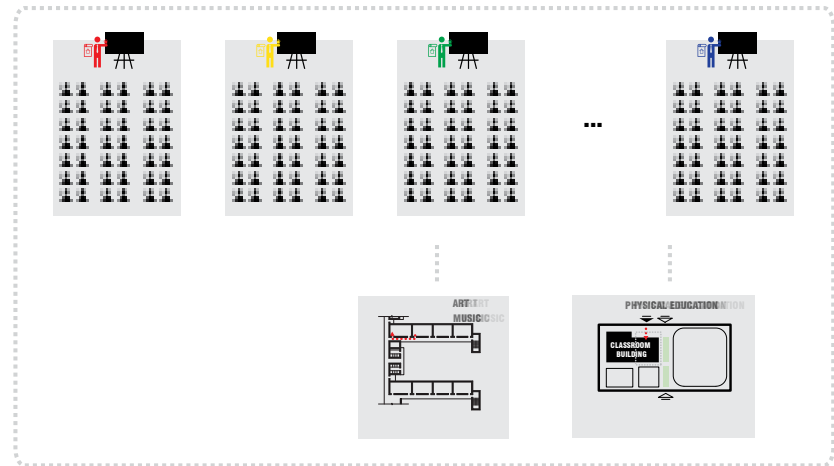 ...
ART
MUSIC
PHYSICAL EDUCATION
CLASSROOM
BUILDING